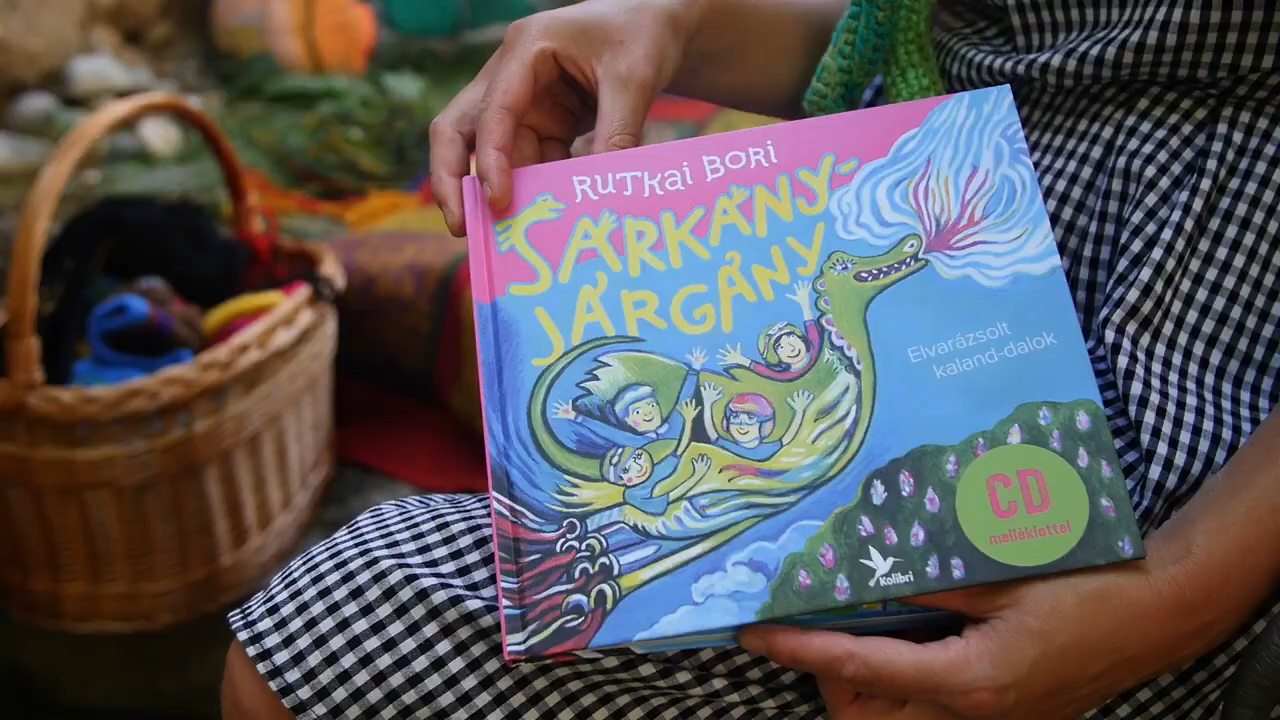 RUTKAI BORI
SÁRKÁNY-
JÁRGÁNY
Elvarázsolt
kaland-dalok
CD
melléklettel
Kolibri